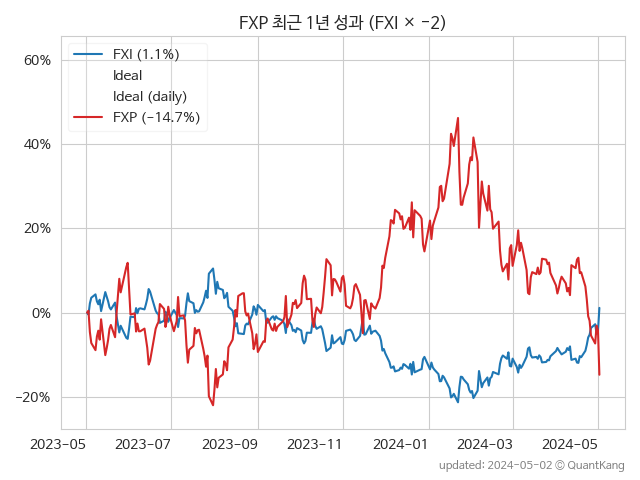 FXP 최근 1년 성과 (FXI × −2)
FXI (1.1%)
Ideal
Ideal (daily)
FXP (−14.7%)
60%
40%
20%
0%
−20%
2023-05
2023-07
2023-09
2023-11
2024-01
2024-03
2024-05
updated: 2024-05-02 © QuantKang